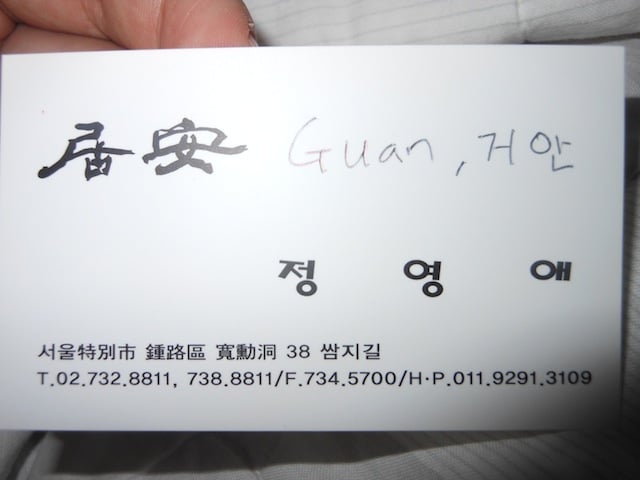 居安 Guan, 거안
정 영 애
서울特別市 鍾路區 寬勳洞 38 쌈지길
T.02.732.8811, 738.8811/F.734.5700/H·P.011.9291.3109